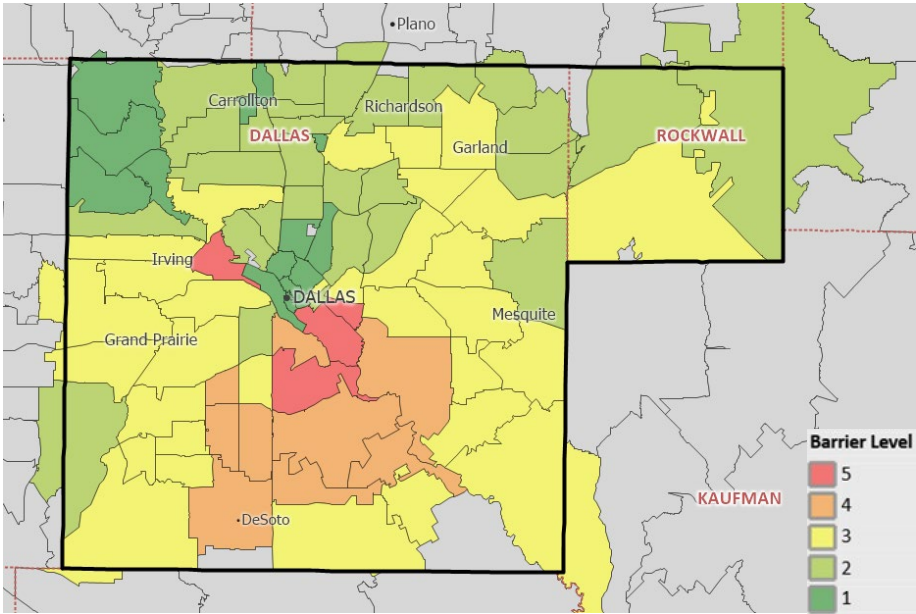 Plano
Carrollton
Richardson
DALLAS
ROCKWALL
Garland
Irving
DALLAS
Mesquite
Grand Prairie
Barrier Level
5
4
KAUFMAN
DeSoto
3
2
1